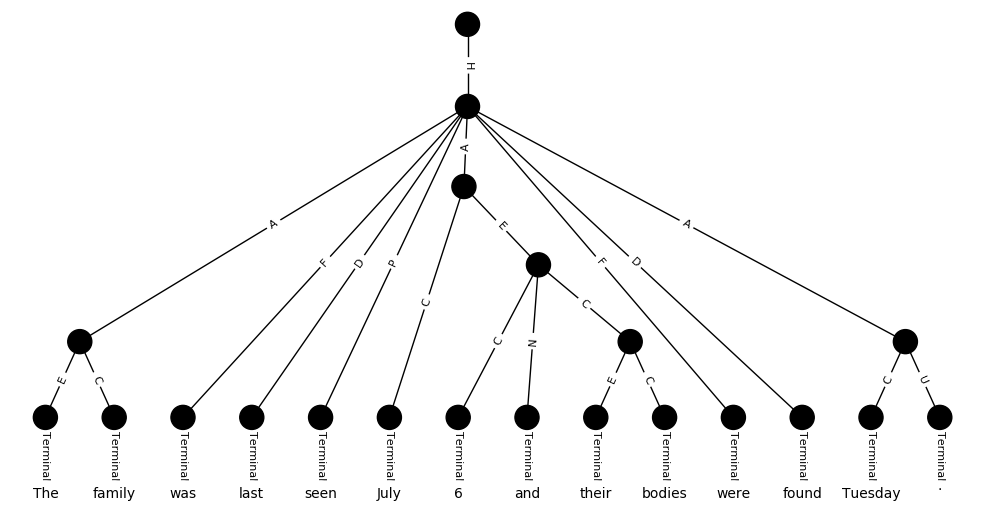 H
A
A
A
E
F
D
P
F
D
C
C
C
N
E
C
E
C
C
U
Terminal Terminal Terminal Terminal Terminal Terminal Terminal Terminal Terminal Terminal Terminal Terminal Terminal Terminal
The family was last seen July 6 and their bodies were found Tuesday .